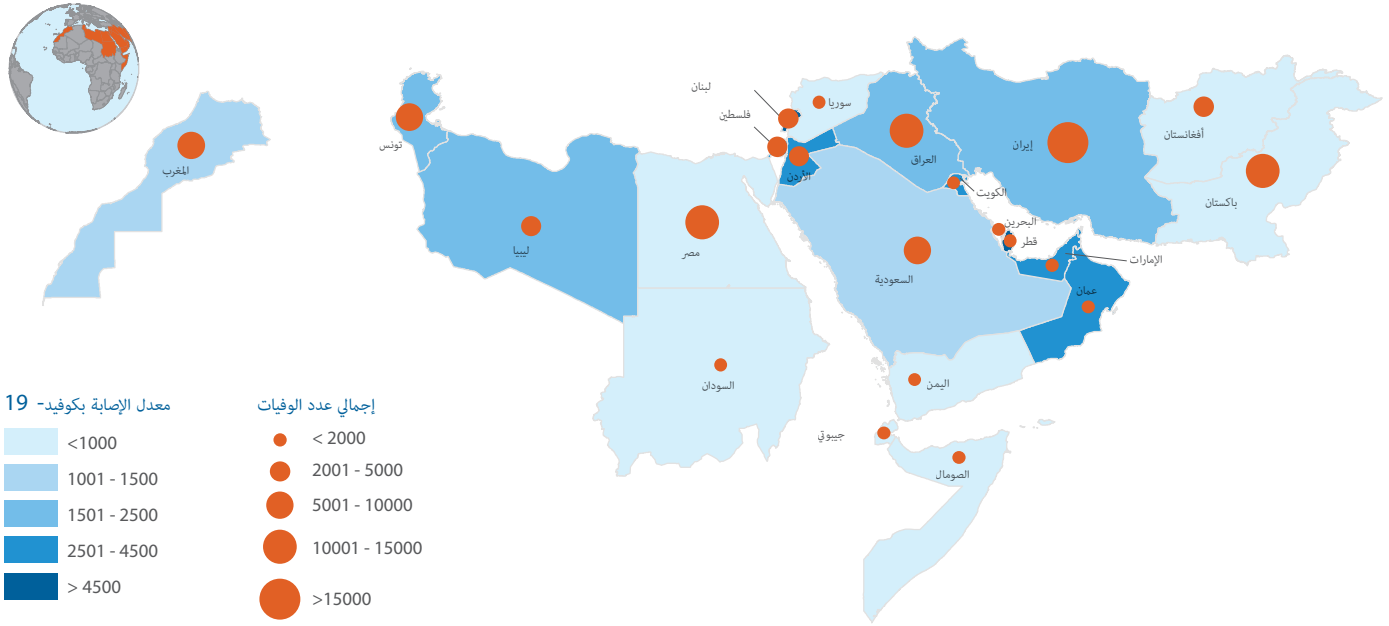 لبنان
سوريا
فلسطين
أفغانستان
تونس
المغرب
الأردن
العراق
إيران
الكويت
باكستان
البحرين
قطر
ليبيا
مصر
السعودية
الإمارات
عمان
السودان
اليمن
جيبوتي
الصومال
معدل الإصابة بكوفيد- 19
<1000
1001 - 1500
1501 - 2500
2501 - 4500
> 4500
إجمالي عدد الوفيات
< 2000
2001 - 5000
5001 - 10000
10001 - 15000
>15000